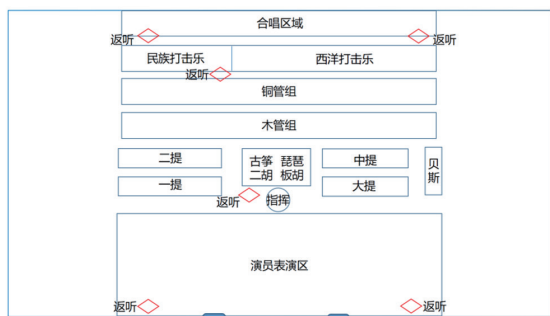 合唱区域
返听
返听
民族打击乐
西洋打击乐
返听
铜管组
木管组
二提
古筝 琵琶
二胡 板胡
中提
贝斯
一提
大提
返听
指挥
演员表演区
返听
返听